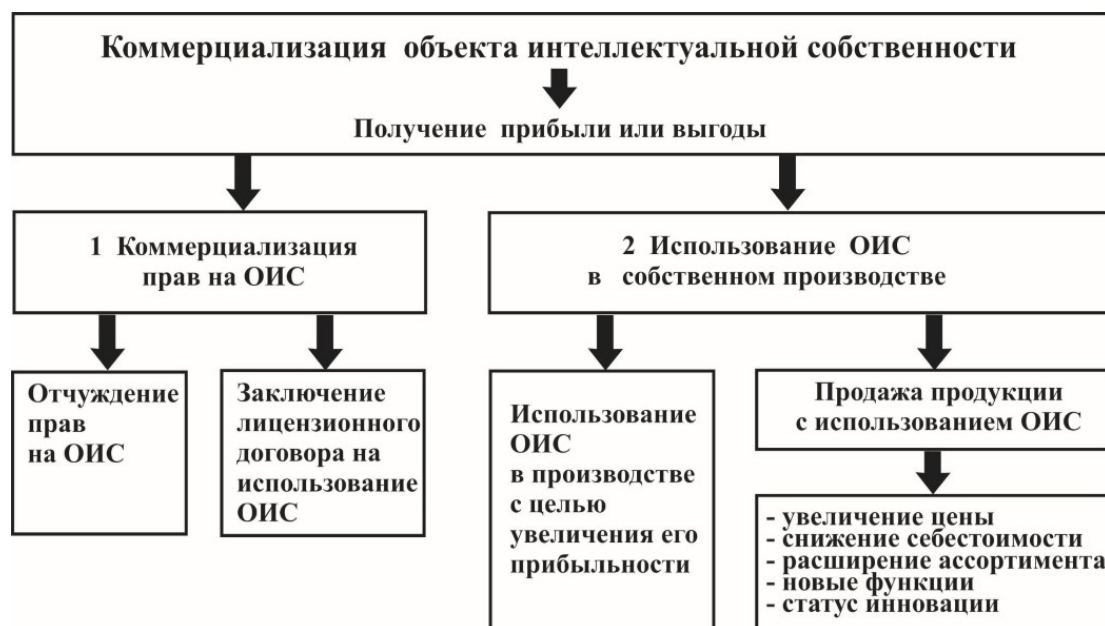 Коммерциализация объекта интеллектуальной собственности
Получение прибыли или выгоды
1 Коммерциализация
прав на ОИС
2 Использование ОИС
в собственном производстве
Отчуждение
прав
на ОИС
Заключение
лицензионного
договора на
использование
ОИС
Использование
ОИС
в производстве
с целью
увеличения его
прибыльности
Продажа продукции
с использованием ОИС
- увеличение цены
- снижение себестоимости
- расширение ассортимента
- новые функции
- статус инновации